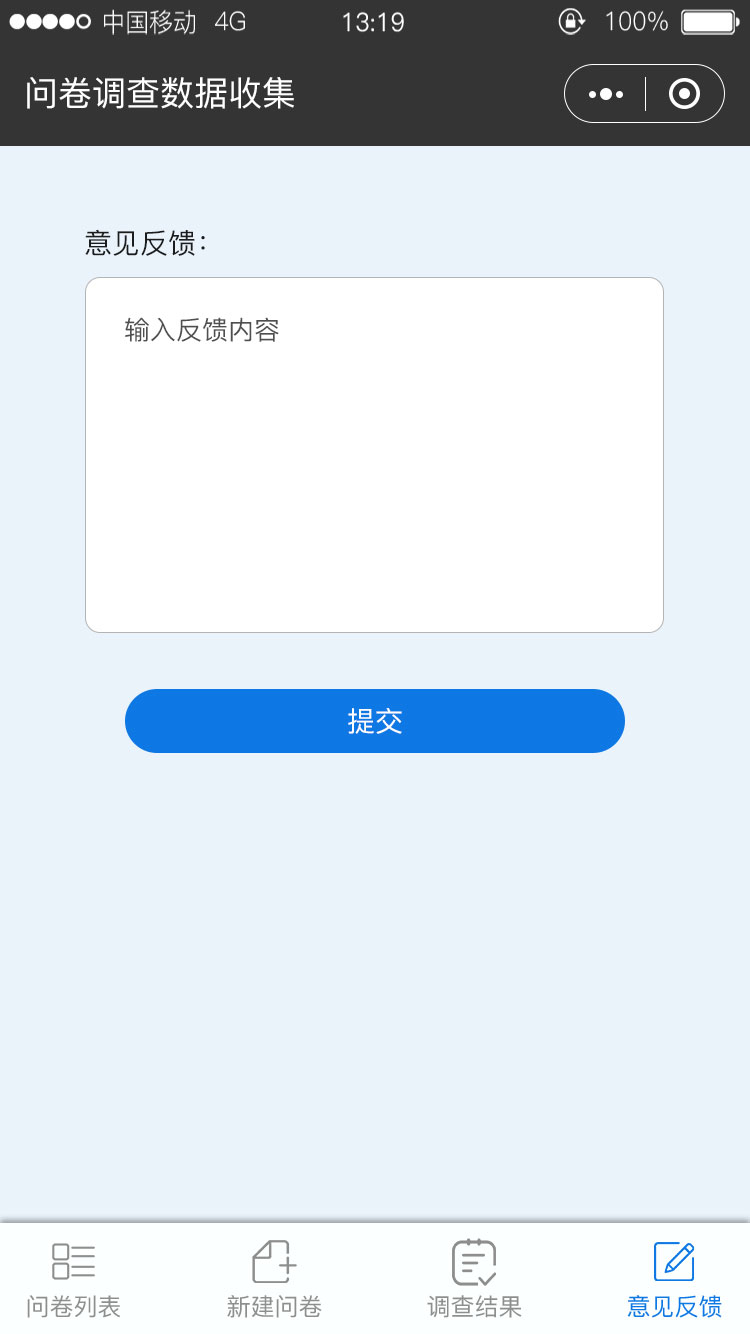 中国移动 4G 13:19 100%
问卷调查数据收集
意见反馈:
输入反馈内容
提交
问卷列表 新建问卷 调查结果 意见反馈